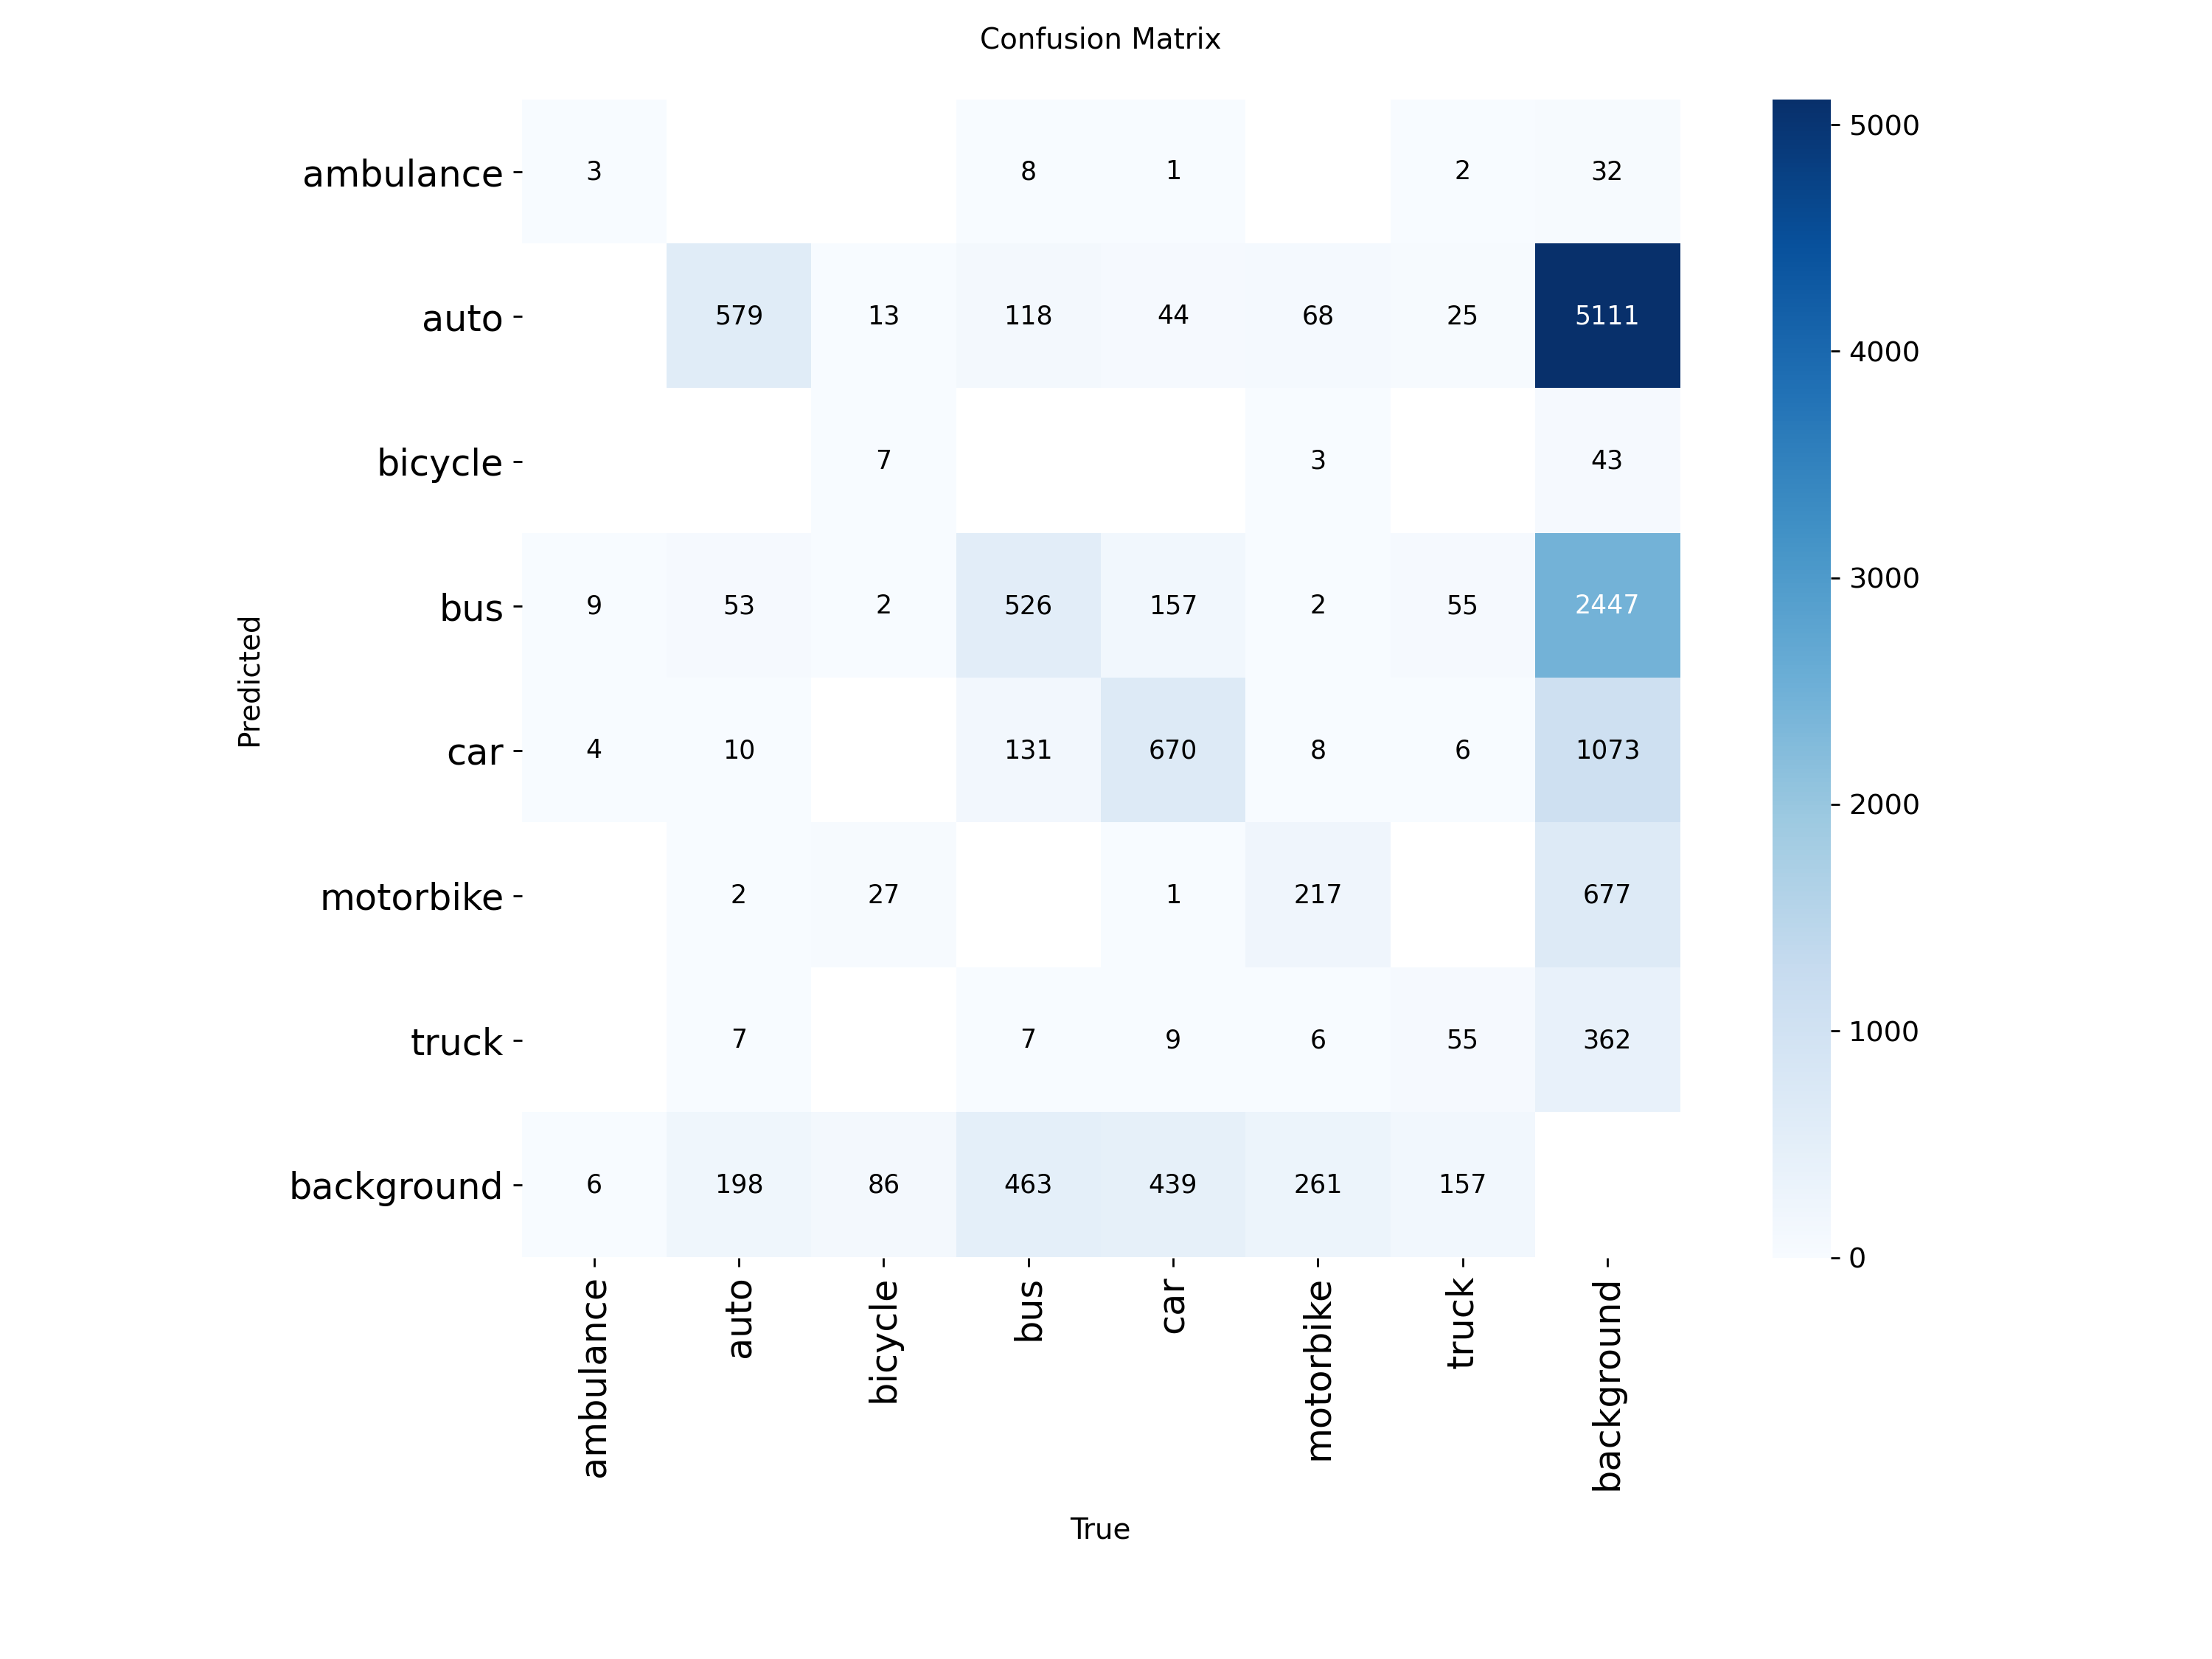 Confusion Matrix
ambulance 3 8 1 2 32
auto 579 13 118 44 68 25 5111
bicycle 7 3 43
bus 9 53 2 526 157 2 55 2447
car 4 10 131 670 8 6 1073
motorbike 2 27 1 217 677
truck 7 7 9 6 55 362
background 6 198 86 463 439 261 157
Predicted
ambulance auto bicycle bus car motorbike truck background
True
5000
4000
3000
2000
1000
0